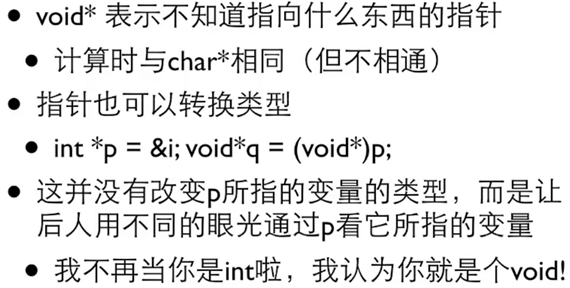 void* 表示不知道指向什么东西的指针
计算时与char*相同（但不相通）
指针也可以转换类型
int *p = &i; void*q = (void*)p;
这并没有改变p所指的变量的类型，而是让
后人用不同的眼光通过p看它所指的变量
我不再当你是int啦，我认为你就是个void!